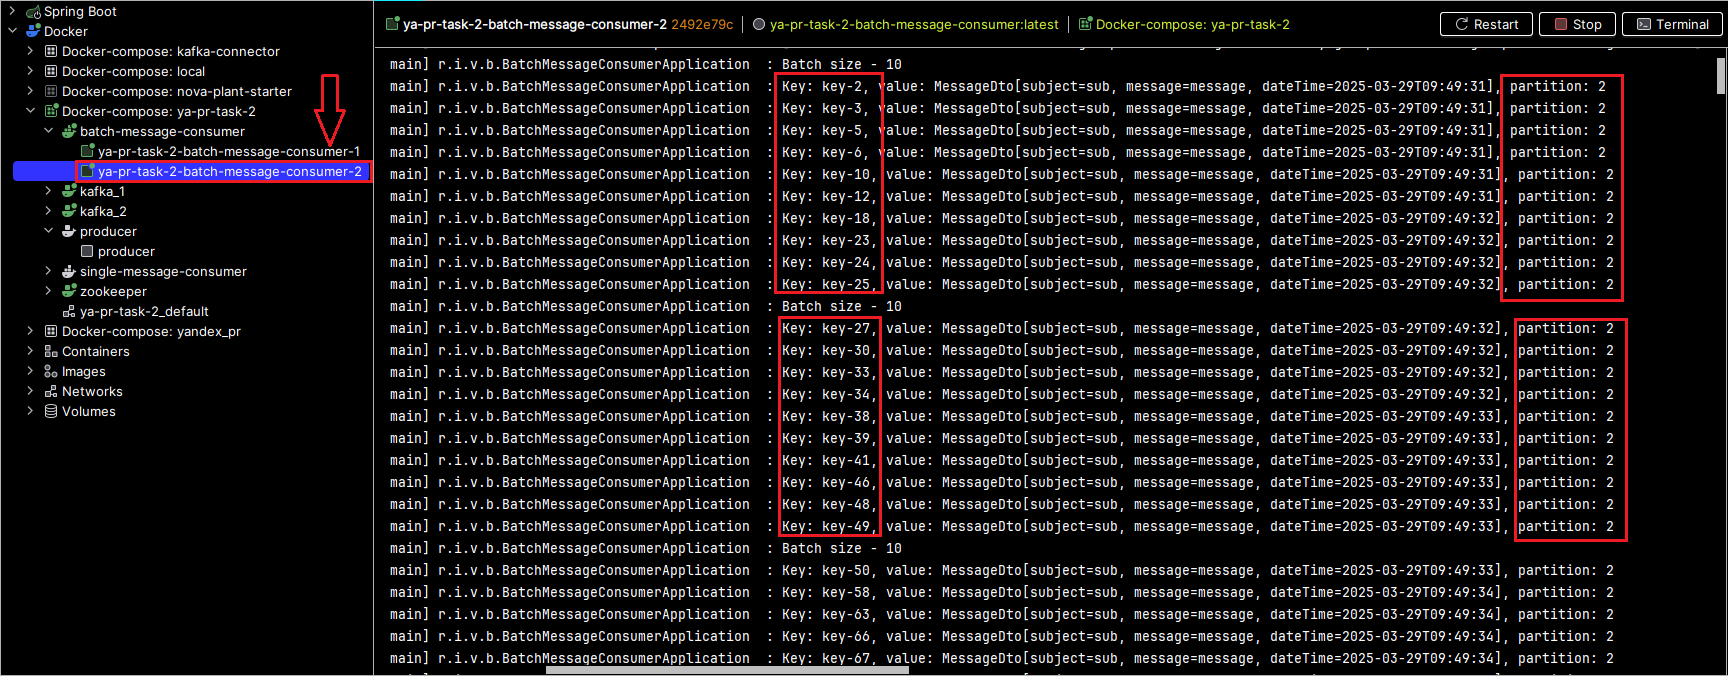 Spring Boot
Docker
Docker-compose: kafka-connector
Docker-compose: local
Docker-compose: nova-plant-starter
Docker-compose: ya-pr-task-2
batch-message-consumer
ya-pr-task-2-batch-message-consumer-1
ya-pr-task-2-batch-message-consumer-2
kafka_1
kafka_2
producer
producer
single-message-consumer
zookeeper
ya-pr-task-2_default
Docker-compose: yandex_pr
Containers
Images
Networks
Volumes
ya-pr-task-2-batch-message-consumer-2 2492e79c ya-pr-task-2-batch-message-consumer:latest Docker-compose: ya-pr-task-2 Restart Stop Terminal
main] r.i.v.b.BatchMessageConsumerApplication : Batch size - 10
main] r.i.v.b.BatchMessageConsumerApplication : Key: key-2, value: MessageDto[subject=sub, message=message, dateTime=2025-03-29T09:49:31], partition: 2
main] r.i.v.b.BatchMessageConsumerApplication : Key: key-3, value: MessageDto[subject=sub, message=message, dateTime=2025-03-29T09:49:31], partition: 2
main] r.i.v.b.BatchMessageConsumerApplication : Key: key-5, value: MessageDto[subject=sub, message=message, dateTime=2025-03-29T09:49:31], partition: 2
main] r.i.v.b.BatchMessageConsumerApplication : Key: key-6, value: MessageDto[subject=sub, message=message, dateTime=2025-03-29T09:49:31], partition: 2
main] r.i.v.b.BatchMessageConsumerApplication : Key: key-10, value: MessageDto[subject=sub, message=message, dateTime=2025-03-29T09:49:31], partition: 2
main] r.i.v.b.BatchMessageConsumerApplication : Key: key-12, value: MessageDto[subject=sub, message=message, dateTime=2025-03-29T09:49:31], partition: 2
main] r.i.v.b.BatchMessageConsumerApplication : Key: key-18, value: MessageDto[subject=sub, message=message, dateTime=2025-03-29T09:49:32], partition: 2
main] r.i.v.b.BatchMessageConsumerApplication : Key: key-23, value: MessageDto[subject=sub, message=message, dateTime=2025-03-29T09:49:32], partition: 2
main] r.i.v.b.BatchMessageConsumerApplication : Key: key-24, value: MessageDto[subject=sub, message=message, dateTime=2025-03-29T09:49:32], partition: 2
main] r.i.v.b.BatchMessageConsumerApplication : Key: key-25, value: MessageDto[subject=sub, message=message, dateTime=2025-03-29T09:49:32], partition: 2
main] r.i.v.b.BatchMessageConsumerApplication : Batch size - 10
main] r.i.v.b.BatchMessageConsumerApplication : Key: key-27, value: MessageDto[subject=sub, message=message, dateTime=2025-03-29T09:49:32], partition: 2
main] r.i.v.b.BatchMessageConsumerApplication : Key: key-30, value: MessageDto[subject=sub, message=message, dateTime=2025-03-29T09:49:32], partition: 2
main] r.i.v.b.BatchMessageConsumerApplication : Key: key-33, value: MessageDto[subject=sub, message=message, dateTime=2025-03-29T09:49:32], partition: 2
main] r.i.v.b.BatchMessageConsumerApplication : Key: key-34, value: MessageDto[subject=sub, message=message, dateTime=2025-03-29T09:49:32], partition: 2
main] r.i.v.b.BatchMessageConsumerApplication : Key: key-38, value: MessageDto[subject=sub, message=message, dateTime=2025-03-29T09:49:33], partition: 2
main] r.i.v.b.BatchMessageConsumerApplication : Key: key-39, value: MessageDto[subject=sub, message=message, dateTime=2025-03-29T09:49:33], partition: 2
main] r.i.v.b.BatchMessageConsumerApplication : Key: key-41, value: MessageDto[subject=sub, message=message, dateTime=2025-03-29T09:49:33], partition: 2
main] r.i.v.b.BatchMessageConsumerApplication : Key: key-46, value: MessageDto[subject=sub, message=message, dateTime=2025-03-29T09:49:33], partition: 2
main] r.i.v.b.BatchMessageConsumerApplication : Key: key-48, value: MessageDto[subject=sub, message=message, dateTime=2025-03-29T09:49:33], partition: 2
main] r.i.v.b.BatchMessageConsumerApplication : Key: key-49, value: MessageDto[subject=sub, message=message, dateTime=2025-03-29T09:49:33], partition: 2
main] r.i.v.b.BatchMessageConsumerApplication : Batch size - 10
main] r.i.v.b.BatchMessageConsumerApplication : Key: key-50, value: MessageDto[subject=sub, message=message, dateTime=2025-03-29T09:49:33], partition: 2
main] r.i.v.b.BatchMessageConsumerApplication : Key: key-58, value: MessageDto[subject=sub, message=message, dateTime=2025-03-29T09:49:34], partition: 2
main] r.i.v.b.BatchMessageConsumerApplication : Key: key-63, value: MessageDto[subject=sub, message=message, dateTime=2025-03-29T09:49:34], partition: 2
main] r.i.v.b.BatchMessageConsumerApplication : Key: key-66, value: MessageDto[subject=sub, message=message, dateTime=2025-03-29T09:49:34], partition: 2
main] r.i.v.b.BatchMessageConsumerApplication : Key: key-67, value: MessageDto[subject=sub, message=message, dateTime=2025-03-29T09:49:34], partition: 2